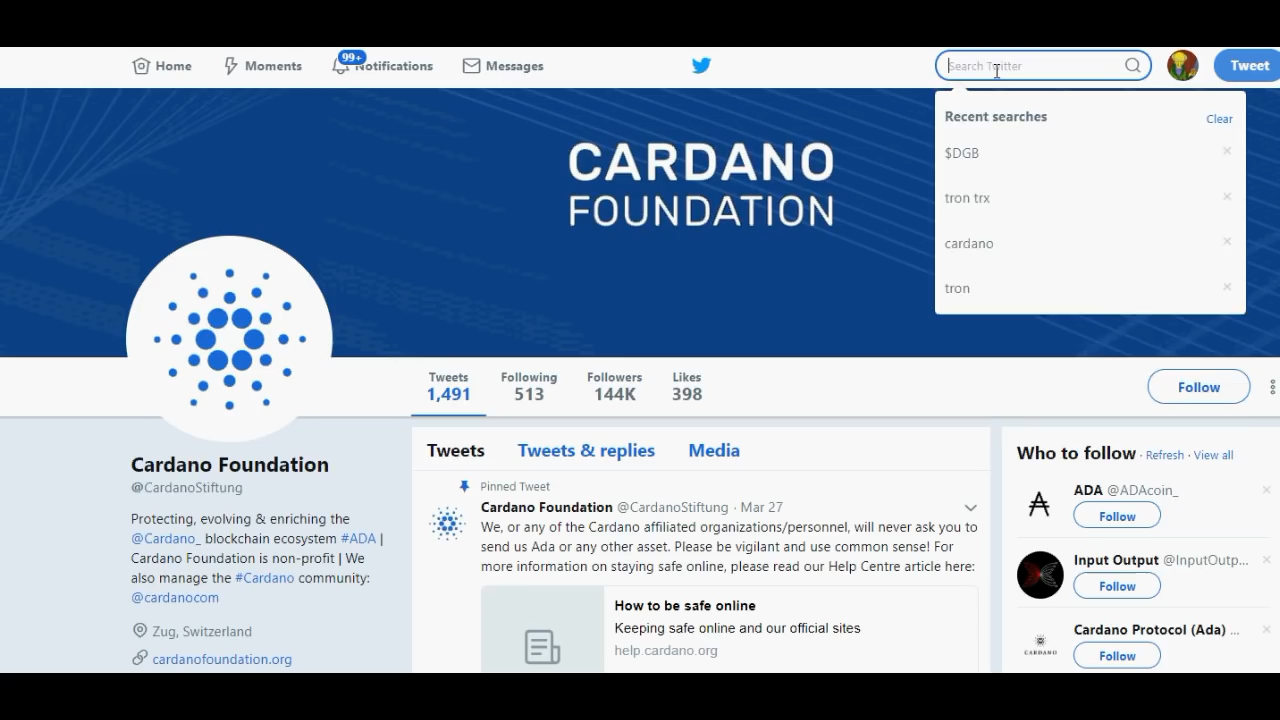 Home
Moments
99+
Notifications
Messages
Search Twitter
Tweet
Recent searches
Clear
$DGB
tron trx
cardano
tron
CARDANO
FOUNDATION
Tweets
1,491
Following
513
Followers
144K
Likes
398
Follow
Cardano Foundation
@CardanoStiftung
Protecting, evolving & enriching the
@Cardano_ blockchain ecosystem #ADA |
Cardano Foundation is non-profit | We
also manage the #Cardano community:
@cardanocom
Zug, Switzerland
cardanofoundation.org
Tweets Tweets & replies Media
Pinned Tweet
Cardano Foundation @CardanoStiftung · Mar 27
We, or any of the Cardano affiliated organizations/personnel, will never ask you to
send us Ada or any other asset. Please be vigilant and use common sense! For
more information on staying safe online, please read our Help Centre article here:
How to be safe online
Keeping safe online and our official sites
help.cardano.org
Who to follow · Refresh · View all
ADA @ADAcoin_
Follow
Input Output @InputOutp...
Follow
CARDANO
Cardano Protocol (Ada) ...
Follow